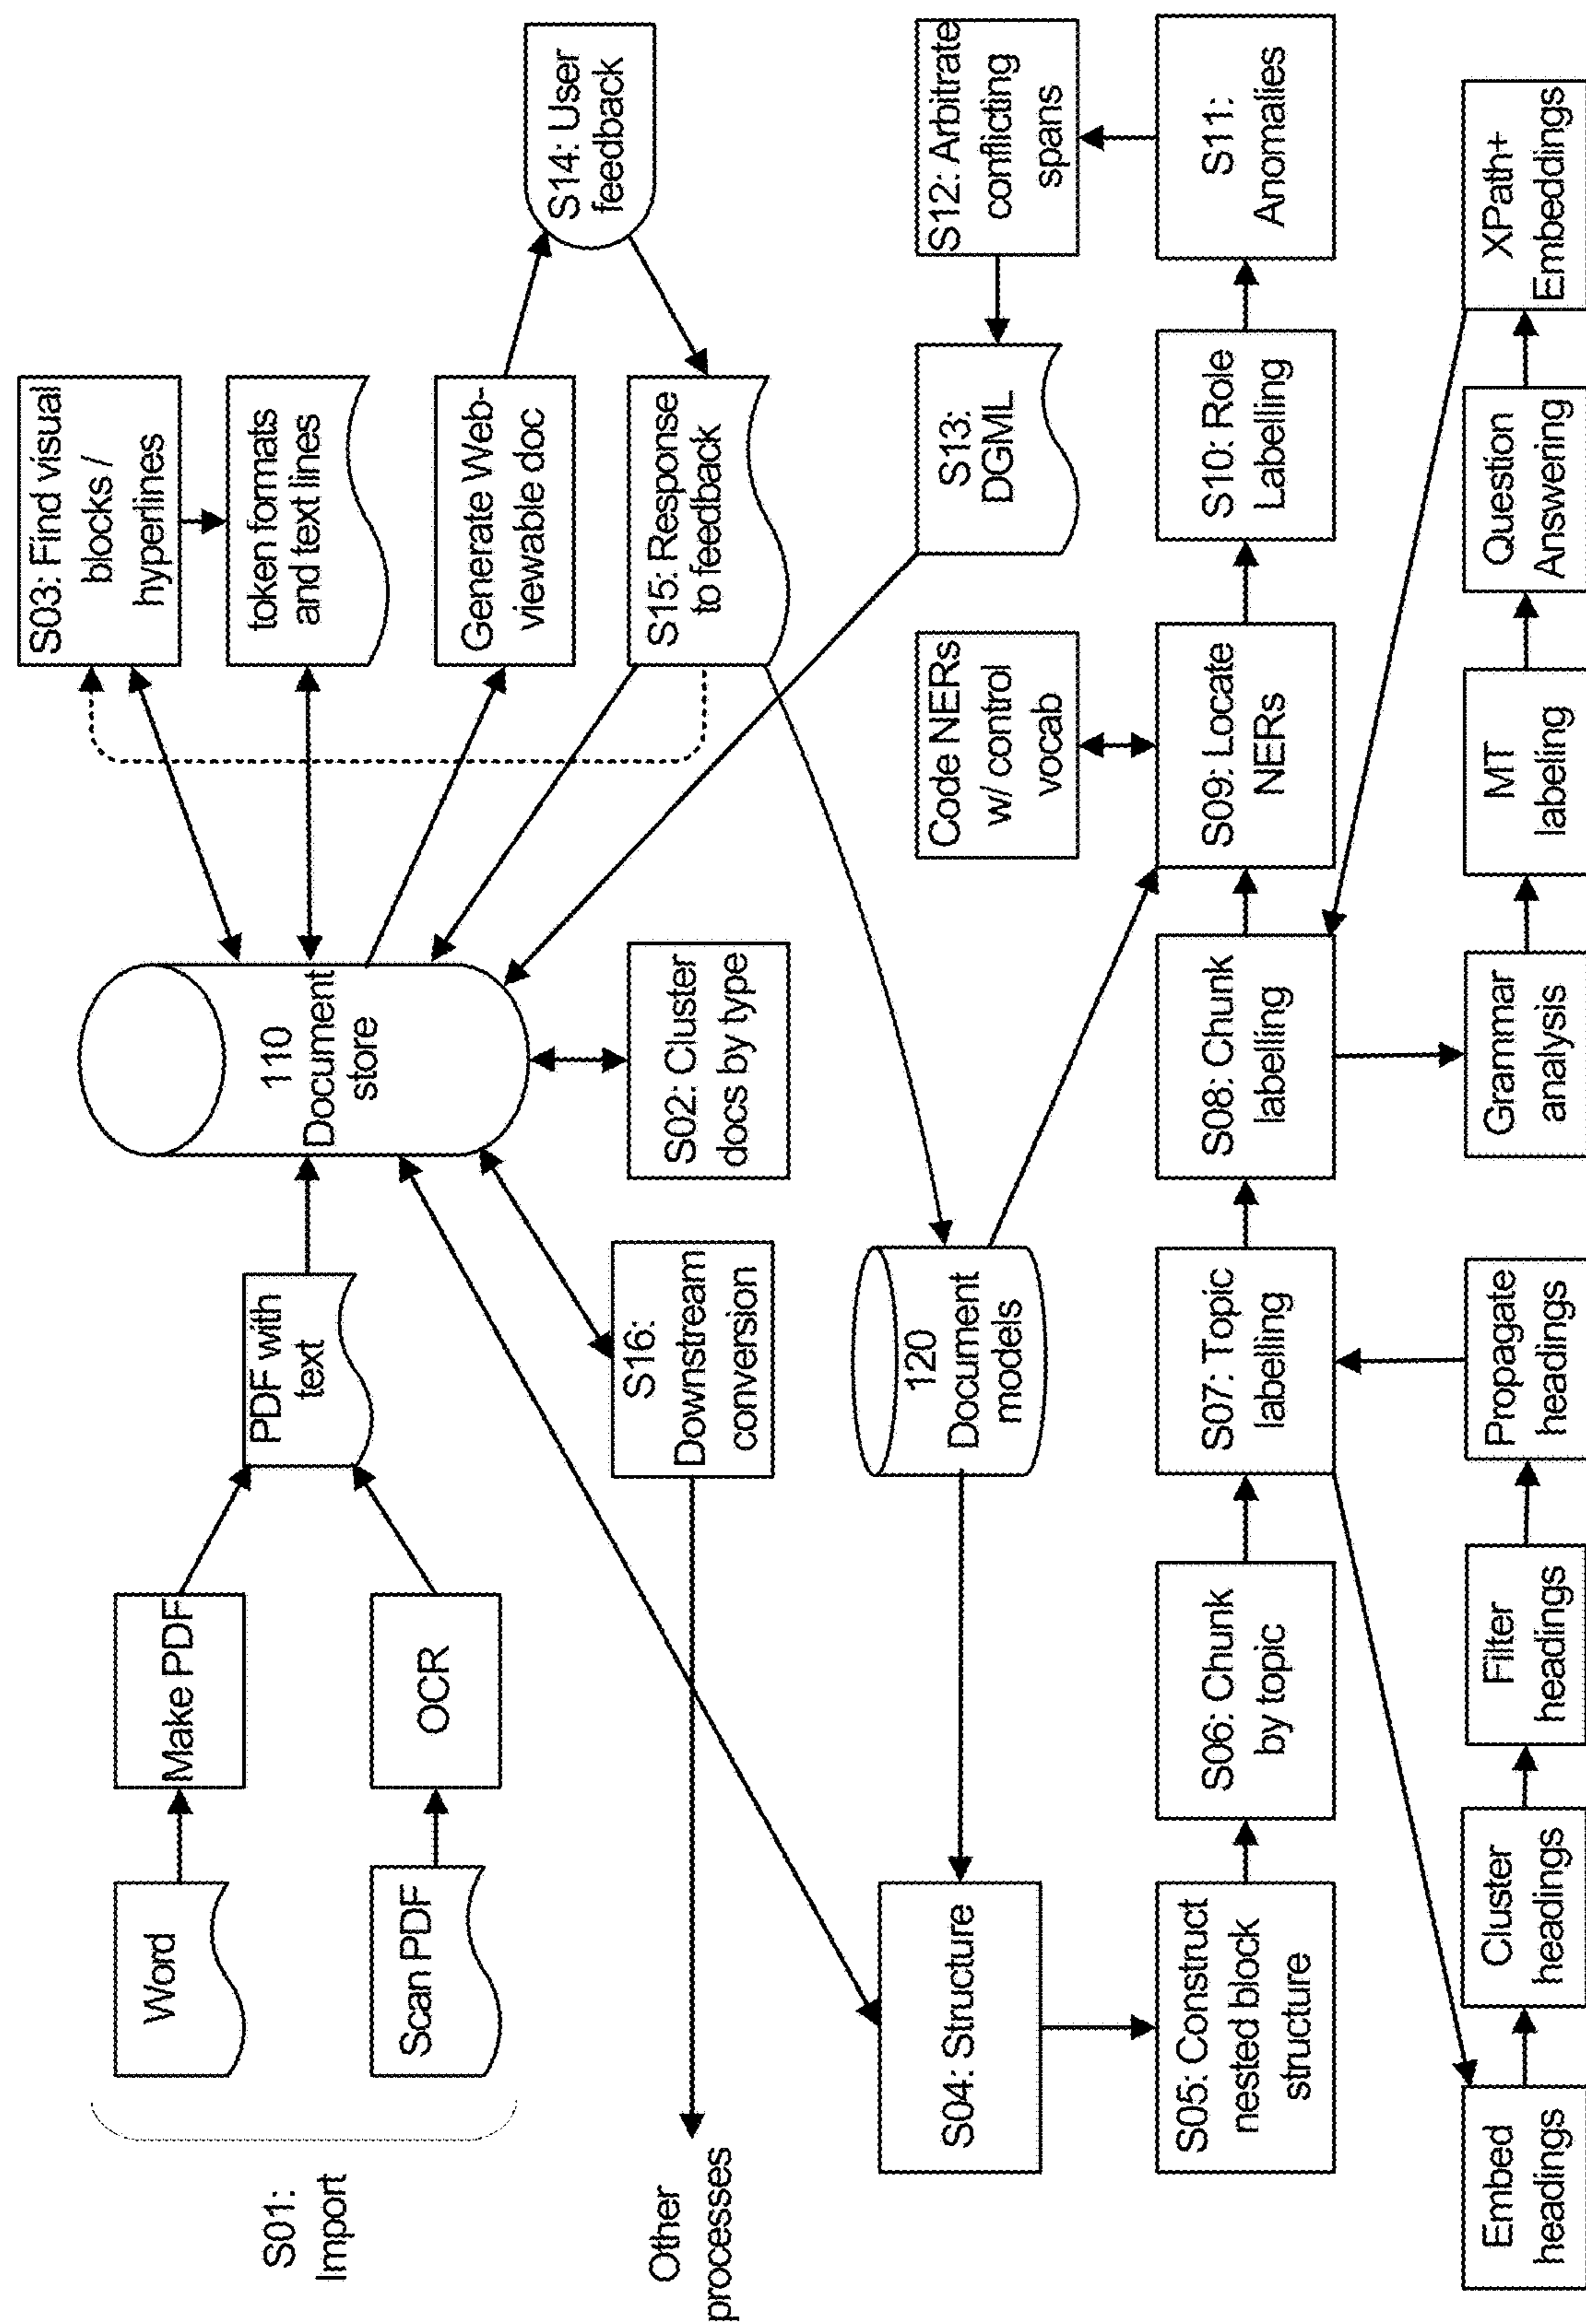 S01:
Import
Word
Make PDF
Scan PDF
OCR
PDF with
text
110
Document
store
S03: Find visual
blocks /
hyperlines
token formats
and text lines
Generate Web-
viewable doc
S14: User
feedback
S15: Response
to feedback
S02: Cluster
docs by type
S16:
Downstream
conversion
Other
processes
120
Document
models
Code NERs
w/ control
vocab
S13:
DGML
S12: Arbitrate
conflicting
spans
S04: Structure
S05: Construct
nested block
structure
S06: Chunk
by topic
S07: Topic
labelling
S08: Chunk
labelling
S09: Locate
NERs
S10: Role
Labelling
S11:
Anomalies
Embed
headings
Cluster
headings
Filter
headings
Propagate
headings
Grammar
analysis
MT
labeling
Question
Answering
XPath+
Embeddings